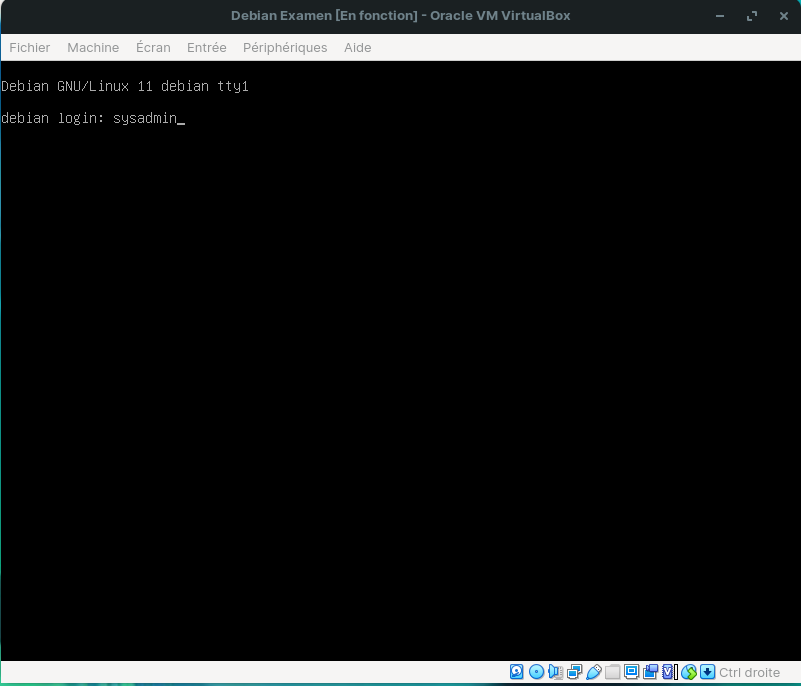 Debian Examen [En fonction] - Oracle VM VirtualBox
Fichier Machine Écran Entrée Périphériques Aide
Debian GNU/Linux 11 debian tty1
debian login: sysadmin_
Ctrl droite